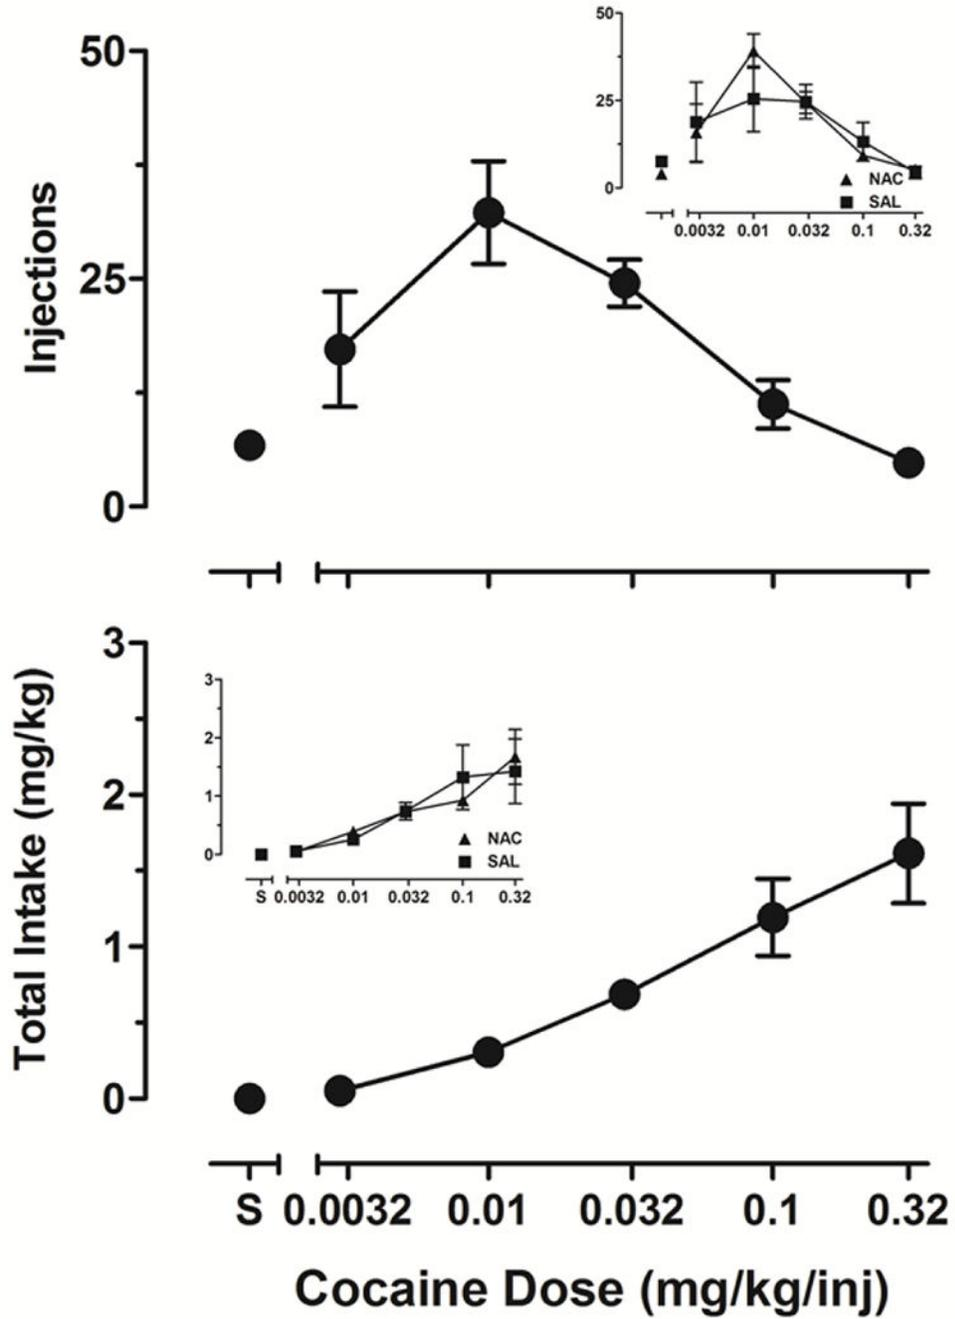 50
25
0
Injections
50
25
0
NAC
SAL
0.0032 0.01 0.032 0.1 0.32
3
2
1
0
Total Intake (mg/kg)
3
2
1
0
NAC
SAL
S 0.0032 0.01 0.032 0.1 0.32
S 0.0032 0.01 0.032 0.1 0.32
Cocaine Dose (mg/kg/inj)